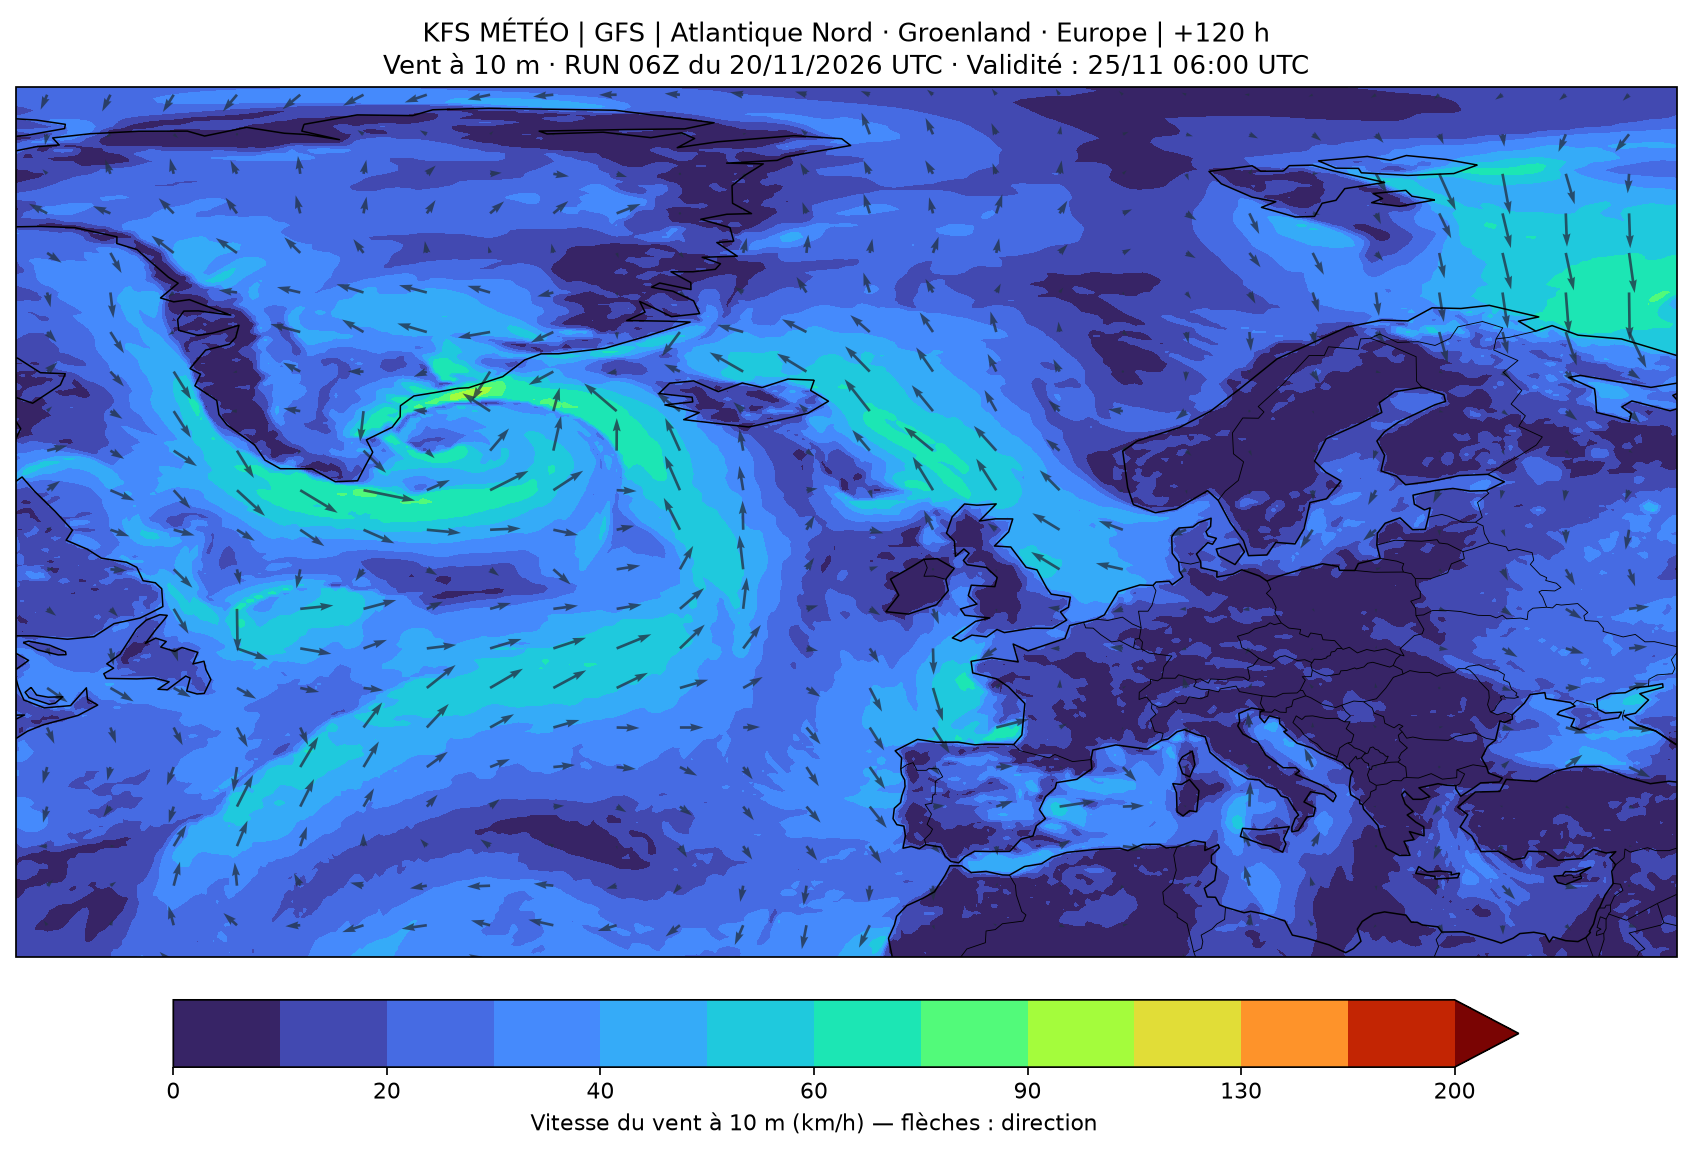 KFS MÉTÉO | GFS | Atlantique Nord · Groenland · Europe | +120 h
Vent à 10 m · RUN 06Z du 20/11/2026 UTC · Validité : 25/11 06:00 UTC
0 20 40 60 90 130 200
Vitesse du vent à 10 m (km/h) — flèches : direction